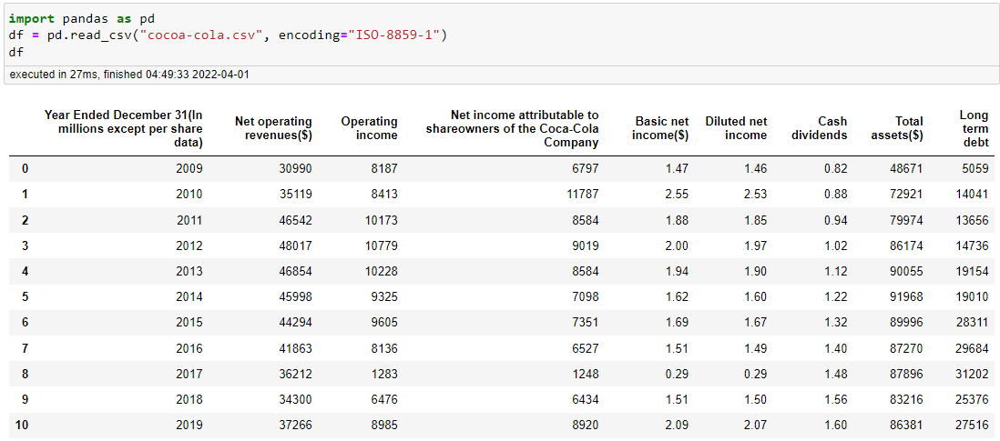 import pandas as pd
df = pd.read_csv("cocoa-cola.csv", encoding="ISO-8859-1")
df
executed in 27ms, finished 04:49:33 2022-04-01
Year Ended December 31(In millions except per share data) Net operating revenues($) Operating income Net income attributable to shareowners of the Coca-Cola Company Basic net income($) Diluted net income Cash dividends Total assets($) Long term debt
0 2009 30990 8187 6797 1.47 1.46 0.82 48671 5059
1 2010 35119 8413 11787 2.55 2.53 0.88 72921 14041
2 2011 46542 10173 8584 1.88 1.85 0.94 79974 13656
3 2012 48017 10779 9019 2.00 1.97 1.02 86174 14736
4 2013 46854 10228 8584 1.94 1.90 1.12 90055 19154
5 2014 45998 9325 7098 1.62 1.60 1.22 91968 19010
6 2015 44294 9605 7351 1.69 1.67 1.32 89996 28311
7 2016 41863 8136 6527 1.51 1.49 1.40 87270 29684
8 2017 36212 1283 1248 0.29 0.29 1.48 87896 31202
9 2018 34300 6476 6434 1.51 1.50 1.56 83216 25376
10 2019 37266 8985 8920 2.09 2.07 1.60 86381 27516